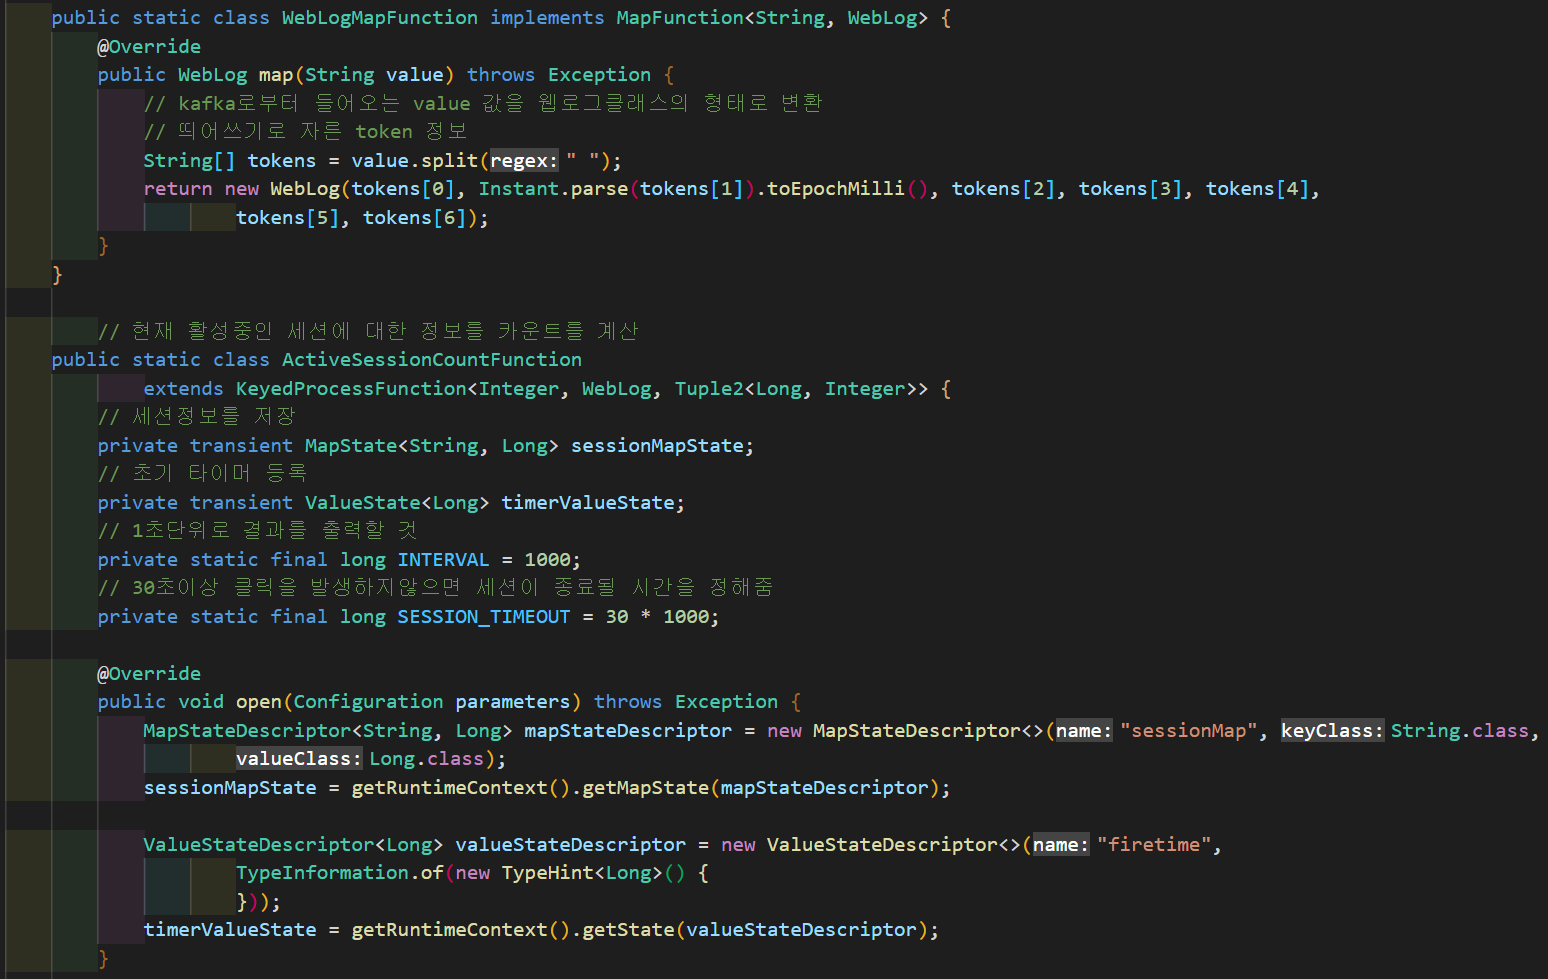 public static class WebLogMapFunction implements MapFunction<String, WebLog> {
@Override
public WebLog map(String value) throws Exception {
// kafka로부터 들어오는 value 값을 웹로그클래스의 형태로 변환
// 띄어쓰기로 자른 token 정보
String[] tokens = value.split(regex: " ");
return new WebLog(tokens[0], Instant.parse(tokens[1]).toEpochMilli(), tokens[2], tokens[3], tokens[4],
tokens[5], tokens[6]);
}
}
// 현재 활성중인 세션에 대한 정보를 카운트를 계산
public static class ActiveSessionCountFunction
extends KeyedProcessFunction<Integer, WebLog, Tuple2<Long, Integer>> {
// 세션정보를 저장
private transient MapState<String, Long> sessionMapState;
// 초기 타이머 등록
private transient ValueState<Long> timerValueState;
// 1초단위로 결과를 출력할 것
private static final long INTERVAL = 1000;
// 30초이상 클릭을 발생하지않으면 세션이 종료될 시간을 정해줌
private static final long SESSION_TIMEOUT = 30 * 1000;
@Override
public void open(Configuration parameters) throws Exception {
MapStateDescriptor<String, Long> mapStateDescriptor = new MapStateDescriptor<>(name: "sessionMap", keyClass: String.class,
valueClass: Long.class);
sessionMapState = getRuntimeContext().getMapState(mapStateDescriptor);
ValueStateDescriptor<Long> valueStateDescriptor = new ValueStateDescriptor<>(name: "firetime",
TypeInformation.of(new TypeHint<Long>() {
}));
timerValueState = getRuntimeContext().getState(valueStateDescriptor);
}